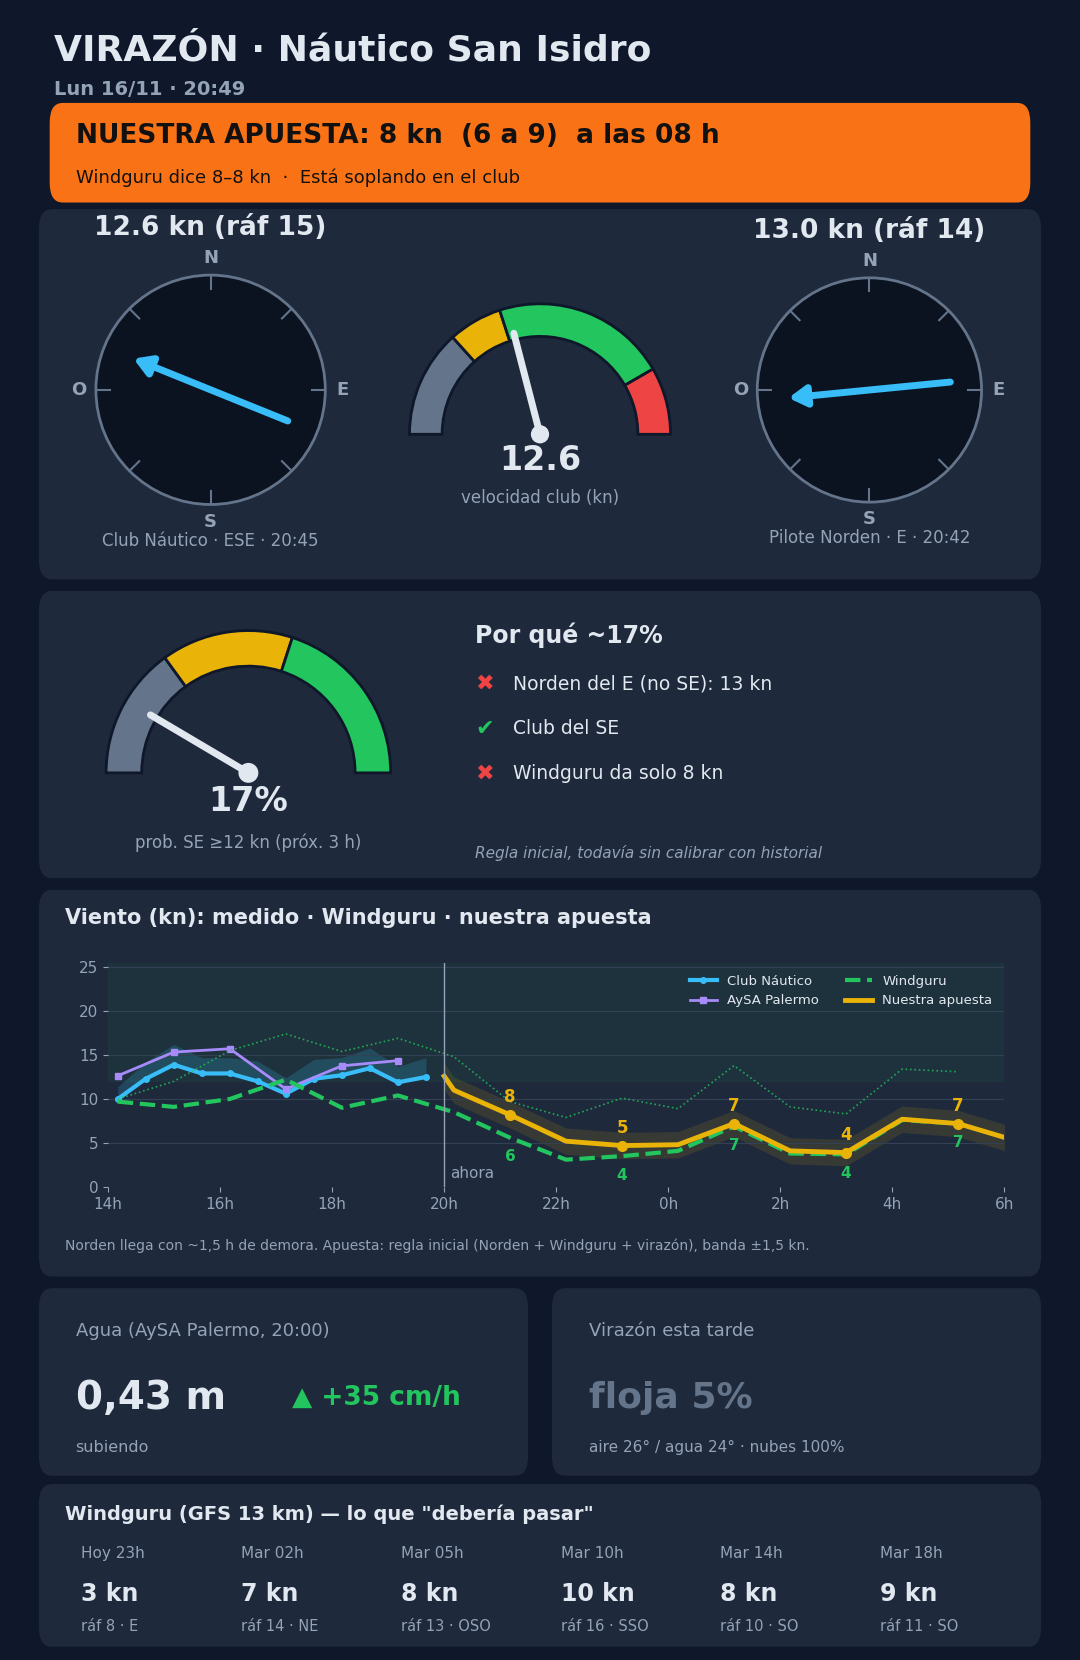 VIRAZÓN · Náutico San Isidro
Lun 16/11 · 20:49
NUESTRA APUESTA: 8 kn (6 a 9) a las 08 h
Windguru dice 8–8 kn · Está soplando en el club
12.6 kn (ráf 15)
N
O
E
S
Club Náutico · ESE · 20:45
12.6
velocidad club (kn)
13.0 kn (ráf 14)
N
O
E
S
Pilote Norden · E · 20:42
17%
prob. SE ≥12 kn (próx. 3 h)
Por qué ~17%
✖ Norden del E (no SE): 13 kn
✔ Club del SE
✖ Windguru da solo 8 kn
Regla inicial, todavía sin calibrar con historial
Viento (kn): medido · Windguru · nuestra apuesta
25
20
15
10
5
0
Club Náutico
AySA Palermo
Windguru
Nuestra apuesta
8
5
7
4
7
6
4
7
4
7
ahora
14h 16h 18h 20h 22h 0h 2h 4h 6h
Norden llega con ~1,5 h de demora. Apuesta: regla inicial (Norden + Windguru + virazón), banda ±1,5 kn.
Agua (AySA Palermo, 20:00)
0,43 m ▲ +35 cm/h
subiendo
Virazón esta tarde
floja 5%
aire 26° / agua 24° · nubes 100%
Windguru (GFS 13 km) — lo que "debería pasar"
Hoy 23h Mar 02h Mar 05h Mar 10h Mar 14h Mar 18h
3 kn 7 kn 8 kn 10 kn 8 kn 9 kn
ráf 8 · E ráf 14 · NE ráf 13 · OSO ráf 16 · SSO ráf 10 · SO ráf 11 · SO